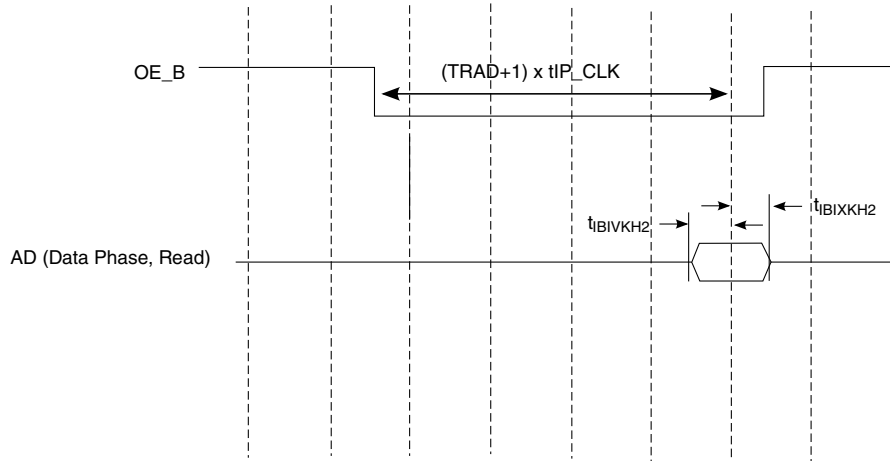 OE_B
(TRAD+1) x tIP_CLK
tIBIVKH2
tIBIXKH2
AD (Data Phase, Read)